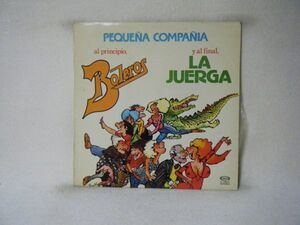 PEQUEÑA COMPAÑIA
al principio,
Boleros
y al final,
LA
JUERGA